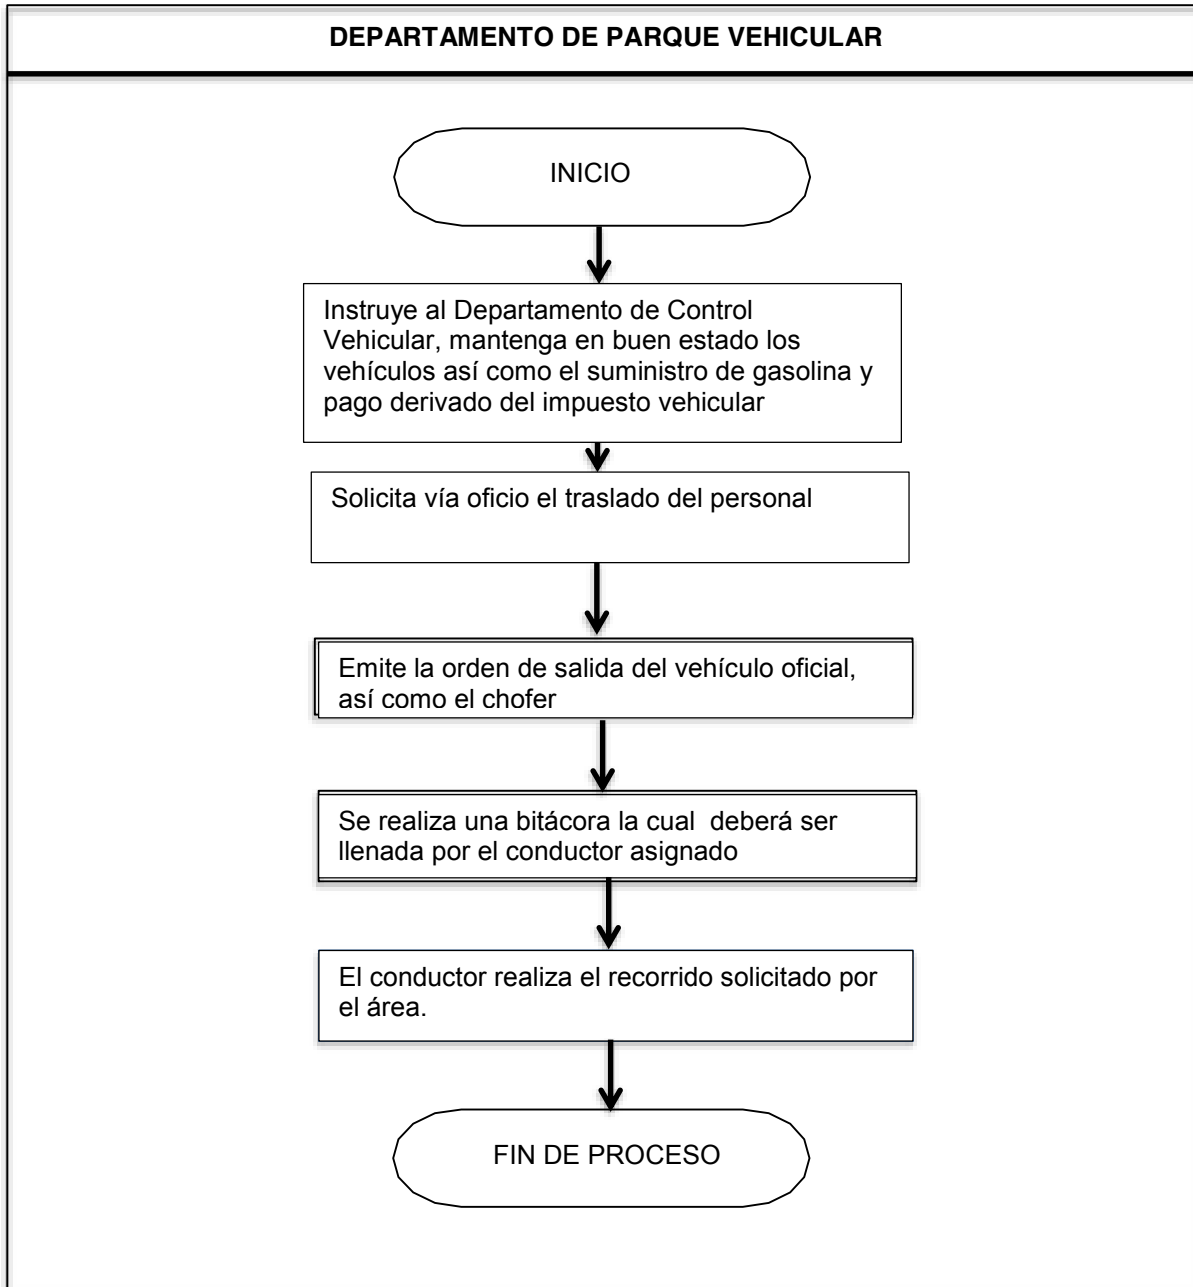 DEPARTAMENTO DE PARQUE VEHICULAR
INICIO
Instruye al Departamento de Control
Vehicular, mantenga en buen estado los
vehículos así como el suministro de gasolina y
pago derivado del impuesto vehicular
Solicita vía oficio el traslado del personal
Emite la orden de salida del vehículo oficial,
así como el chofer
Se realiza una bitácora la cual  deberá ser
llenada por el conductor asignado
El conductor realiza el recorrido solicitado por
el área.
FIN DE PROCESO